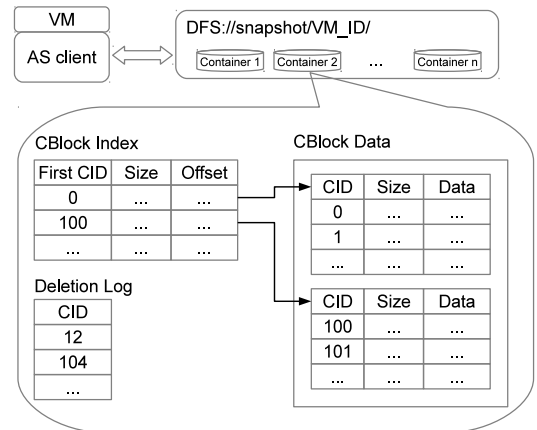 VM
AS client
DFS://snapshot/VM_ID/
Container 1 Container 2 ... Container n
CBlock Index
First CID Size Offset
0 ... ...
100 ... ...
... ... ...
Deletion Log
CID
12
104
...
CBlock Data
CID Size Data
0 ... ...
1 ... ...
... ... ...
CID Size Data
100 ... ...
101 ... ...
... ... ...